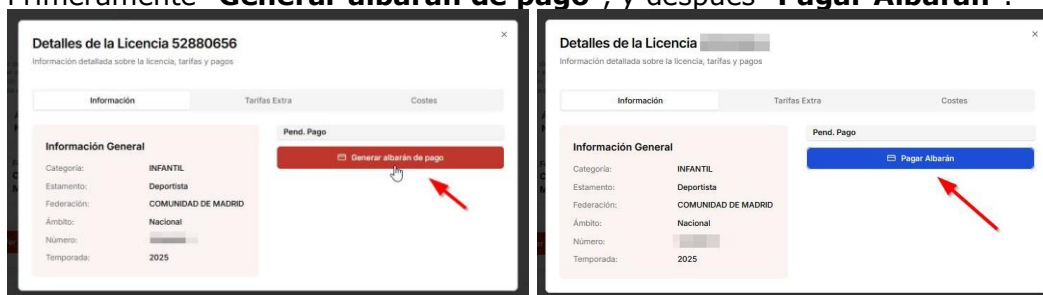 Primeramente "Generar albarán de pago", y después "Pagar Albarán".
Detalles de la Licencia 52880656
Información detallada sobre la licencia, tarifas y pagos
Información Tarifas Extra Costes
Información General
Categoría: INFANTIL
Estamento: Deportista
Federación: COMUNIDAD DE MADRID
Ámbito: Nacional
Número:
Temporada: 2025
Pend. Pago
Generar albarán de pago
Detalles de la Licencia
Información detallada sobre la licencia, tarifas y pagos
Información Tarifas Extra Costes
Información General
Categoría: INFANTIL
Estamento: Deportista
Federación: COMUNIDAD DE MADRID
Ámbito: Nacional
Número:
Temporada: 2025
Pend. Pago
Pagar Albarán